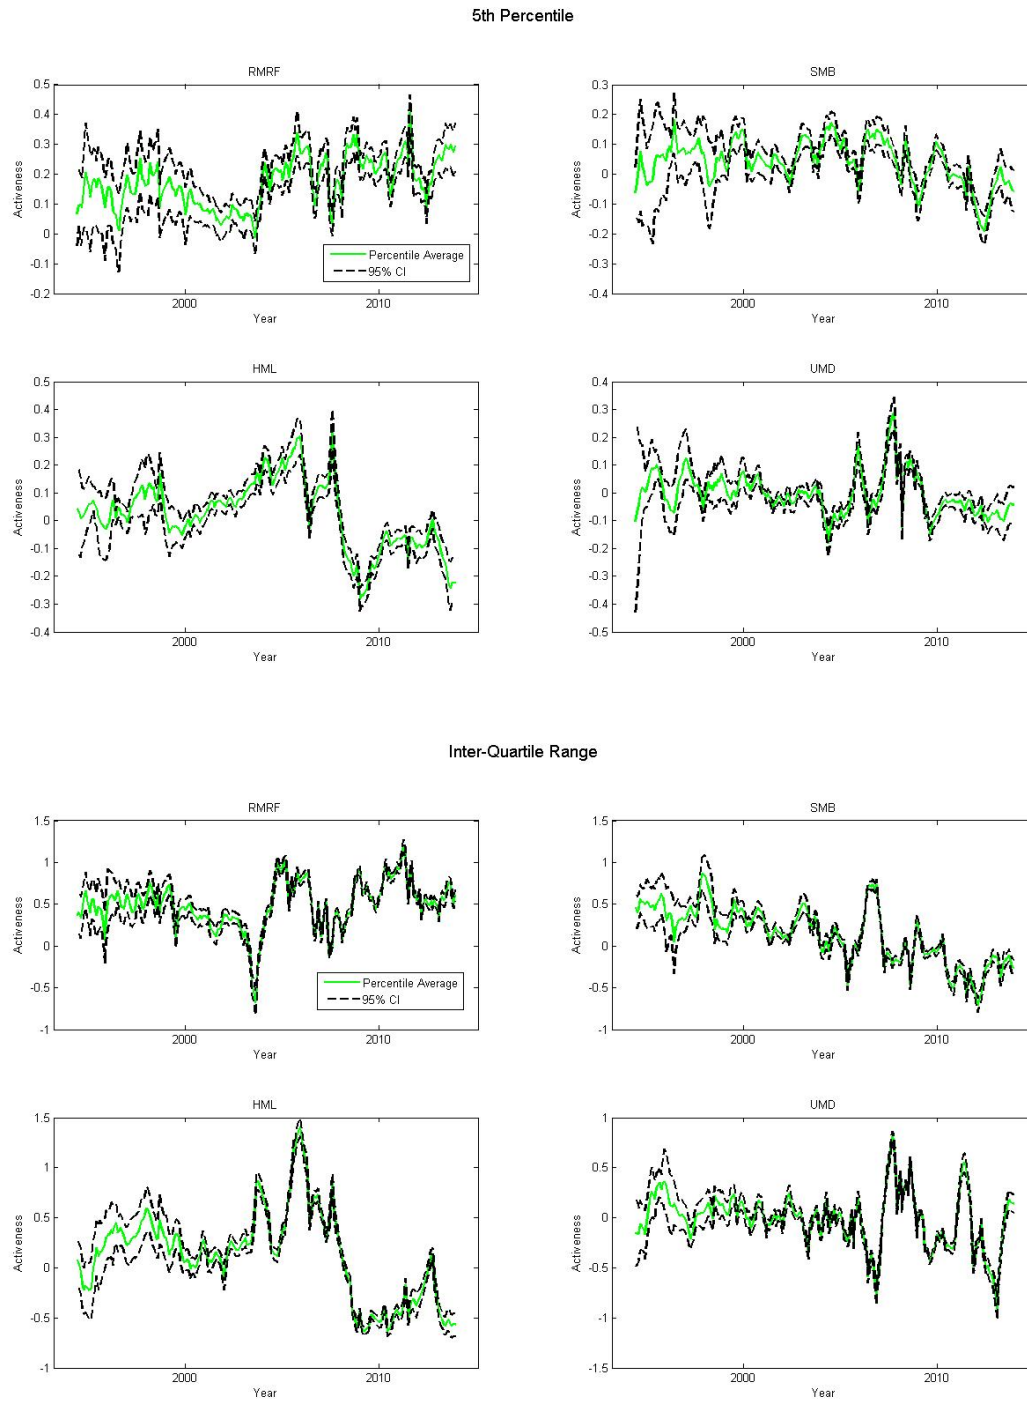 5th Percentile
RMRF
0.5
0.4
0.3
0.2
0.1
0
-0.1
-0.2
Activeness
2000
2010
Year
Percentile Average
95% CI
SMB
0.3
0.2
0.1
0
-0.1
0.2
0.3
0.4
Activeness
2000
2010
Year
HML
0.5
0.4
0.3
0.2
0.1
0
-0.1
-0.2
-0.3
-0.4
Activeness
2000
2010
Year
UMD
0.4
0.3
0.2
0.1
0
-0.1
-0.2
-0.3
-0.4
-0.5
Activeness
2000
2010
Year
Inter-Quartile Range
RMRF
1.5
1
0.5
0
-0.5
-1
Activeness
2000
2010
Year
Percentile Average
95% CI
SMB
1.5
1
0.5
0
-0.5
-1
Activeness
2000
2010
Year
HML
1.5
1
0.5
0
-0.5
-1
Activeness
2000
2010
Year
UMD
1
0.5
0
-0.5
-1
-1.5
Activeness
2000
2010
Year